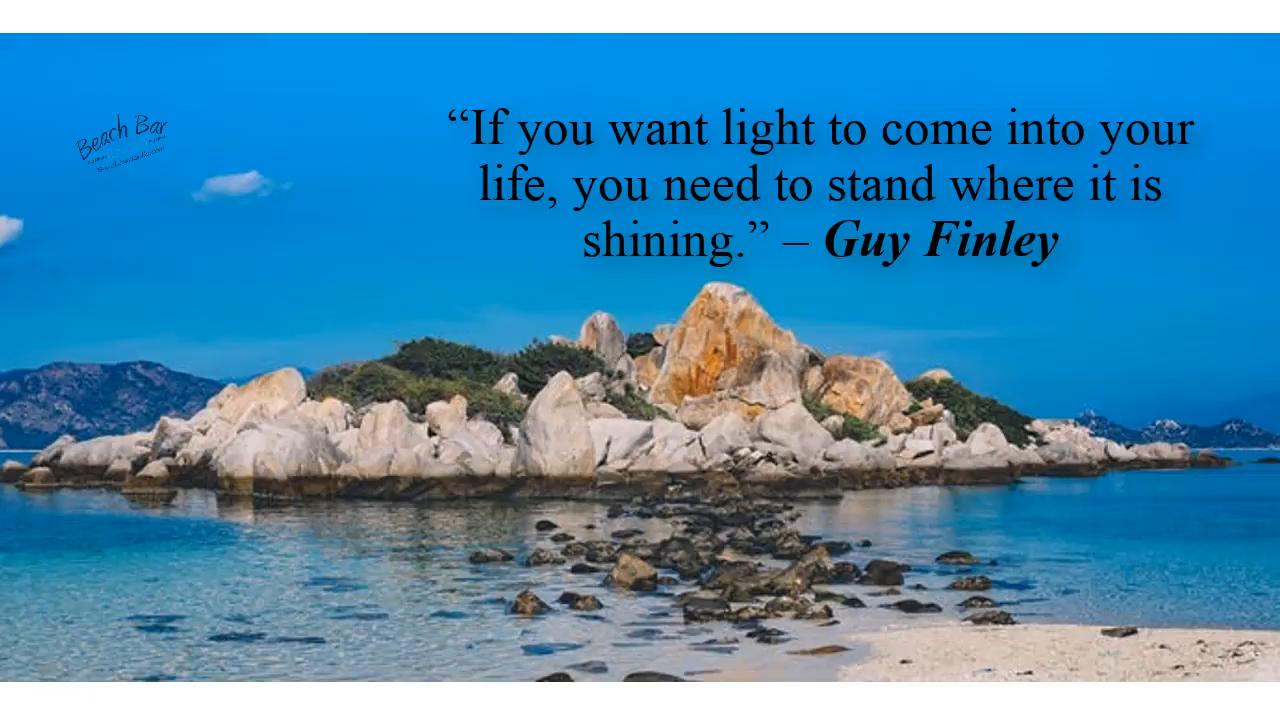 Beach Bar
“If you want light to come into your
life, you need to stand where it is
shining.” – Guy Finley